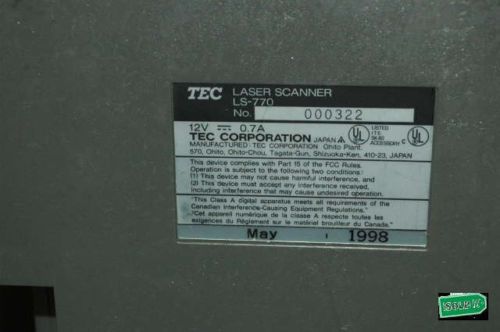 TEC LASER SCANNER
LS-770
No. 000322
12V ⎓ 0.7A
TEC CORPORATION JAPAN
MANUFACTURED : TEC CORPORATION Ohito Plant.
570, Ohito, Ohito-Chou, Tagata-Gun, Shizuoka-Ken, 410-23, JAPAN
UL LISTED
I.T.E.
ACCESSORY C UL
This device complies with Part 15 of the FCC Rules.
Operation is subject to the following two conditions:
(1) This device may not cause harmful interference, and
(2) This device must accept any interference received,
including interference that may cause undesired operation.
"This Class A digital apparatus meets all requirements of the
Canadian Interference-Causing Equipment Regulations."
"Cet appareil numérique de la classe A respecte toutes les
exigences du Règlement sur le matériel brouilleur du Canada."
May 1998